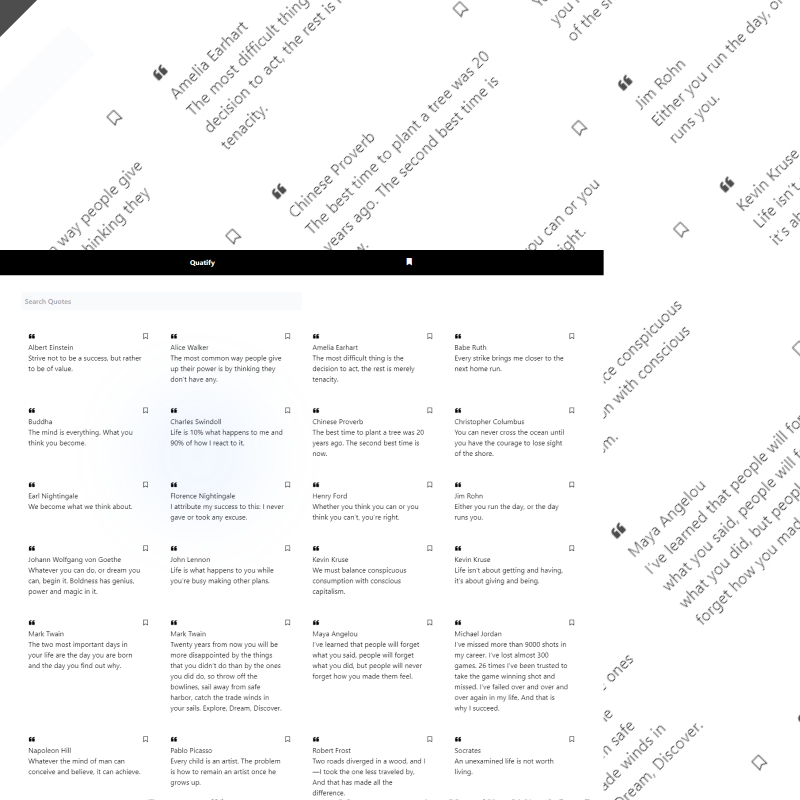 Amelia Earhart
The most difficult thing
decision to act, the rest is
tenacity.
way people give
thinking they
Chinese Proverb
The best time to plant a tree was 20
years ago. The second best time is
of the
you can or you
Jim Rohn
Either you run the day, or
runs you.
Kevin Kruse
Life isn't
it's
Quatify
Search Quotes
Albert Einstein
Strive not to be a success, but rather
to be of value.
Alice Walker
The most common way people give
up their power is by thinking they
don't have any.
Amelia Earhart
The most difficult thing is the
decision to act, the rest is merely
tenacity.
Babe Ruth
Every strike brings me closer to the
next home run.
Buddha
The mind is everything. What you
think you become.
Charles Swindoll
Life is 10% what happens to me and
90% of how I react to it.
Chinese Proverb
The best time to plant a tree was 20
years ago. The second best time is
now.
Christopher Columbus
You can never cross the ocean until
you have the courage to lose sight
of the shore.
Earl Nightingale
We become what we think about.
Florence Nightingale
I attribute my success to this: I never
gave or took any excuse.
Henry Ford
Whether you think you can or you
think you can't, you're right.
Jim Rohn
Either you run the day, or the day
runs you.
Johann Wolfgang von Goethe
Whatever you can do, or dream you
can, begin it. Boldness has genius,
power and magic in it.
John Lennon
Life is what happens to you while
you're busy making other plans.
Kevin Kruse
We must balance conspicuous
consumption with conscious
capitalism.
Kevin Kruse
Life isn't about getting and having,
it's about giving and being.
Mark Twain
The two most important days in
your life are the day you are born
and the day you find out why.
Mark Twain
Twenty years from now you will be
more disappointed by the things
that you didn't do than by the ones
you did do, so throw off the
bowlines, sail away from safe
harbor, catch the trade winds in
your sails. Explore, Dream, Discover.
Maya Angelou
I've learned that people will forget
what you said, people will forget
what you did, but people will never
forget how you made them feel.
Michael Jordan
I've missed more than 9000 shots in
my career. I've lost almost 300
games. 26 times I've been trusted to
take the game winning shot and
missed. I've failed over and over and
over again in my life. And that is
why I succeed.
Napoleon Hill
Whatever the mind of man can
conceive and believe, it can achieve.
Pablo Picasso
Every child is an artist. The problem
is how to remain an artist once he
grows up.
Robert Frost
Two roads diverged in a wood, and I
—I took the one less traveled by,
And that has made all the
difference.
Socrates
An unexamined life is not worth
living.
conspicuous
with conscious
Maya Angelou
I've learned that people will
what you said, people will
what you did, but
forget how you made
ones
safe
winds in
Dream, Discover.